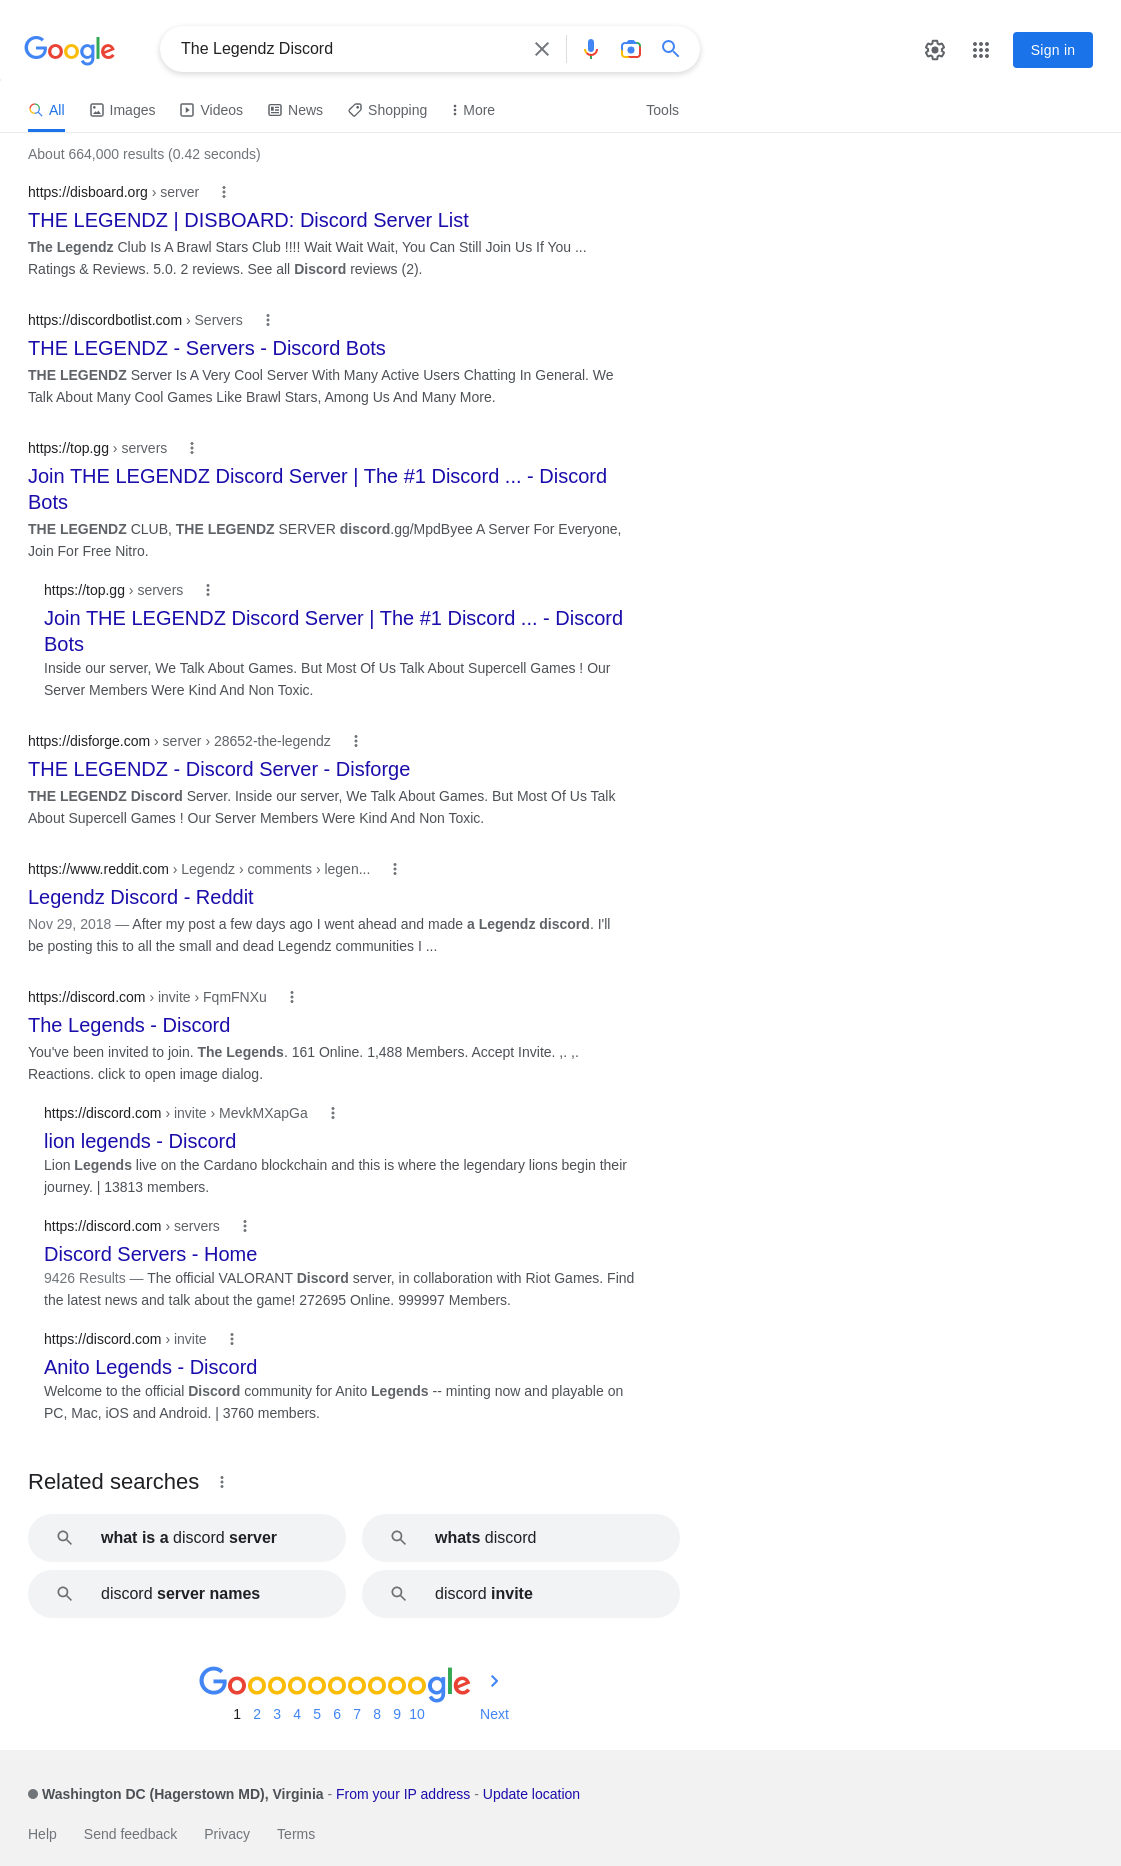 Google
The Legendz Discord
Sign in
All Images Videos News Shopping More Tools
About 664,000 results (0.42 seconds)
https://disboard.org › server
THE LEGENDZ | DISBOARD: Discord Server List
The Legendz Club Is A Brawl Stars Club !!!! Wait Wait Wait, You Can Still Join Us If You ...
Ratings & Reviews. 5.0. 2 reviews. See all Discord reviews (2).
https://discordbotlist.com › Servers
THE LEGENDZ - Servers - Discord Bots
THE LEGENDZ Server Is A Very Cool Server With Many Active Users Chatting In General. We
Talk About Many Cool Games Like Brawl Stars, Among Us And Many More.
https://top.gg › servers
Join THE LEGENDZ Discord Server | The #1 Discord ... - Discord
Bots
THE LEGENDZ CLUB, THE LEGENDZ SERVER discord.gg/MpdByee A Server For Everyone,
Join For Free Nitro.
https://top.gg › servers
Join THE LEGENDZ Discord Server | The #1 Discord ... - Discord
Bots
Inside our server, We Talk About Games. But Most Of Us Talk About Supercell Games ! Our
Server Members Were Kind And Non Toxic.
https://disforge.com › server › 28652-the-legendz
THE LEGENDZ - Discord Server - Disforge
THE LEGENDZ Discord Server. Inside our server, We Talk About Games. But Most Of Us Talk
About Supercell Games ! Our Server Members Were Kind And Non Toxic.
https://www.reddit.com › Legendz › comments › legen...
Legendz Discord - Reddit
Nov 29, 2018 — After my post a few days ago I went ahead and made a Legendz discord. I'll
be posting this to all the small and dead Legendz communities I ...
https://discord.com › invite › FqmFNXu
The Legends - Discord
You've been invited to join. The Legends. 161 Online. 1,488 Members. Accept Invite. ,. ,.
Reactions. click to open image dialog.
https://discord.com › invite › MevkMXapGa
lion legends - Discord
Lion Legends live on the Cardano blockchain and this is where the legendary lions begin their
journey. | 13813 members.
https://discord.com › servers
Discord Servers - Home
9426 Results — The official VALORANT Discord server, in collaboration with Riot Games. Find
the latest news and talk about the game! 272695 Online. 999997 Members.
https://discord.com › invite
Anito Legends - Discord
Welcome to the official Discord community for Anito Legends -- minting now and playable on
PC, Mac, iOS and Android. | 3760 members.
Related searches
what is a discord server
whats discord
discord server names
discord invite
Goooooooooogle
1 2 3 4 5 6 7 8 9 10 Next
Washington DC (Hagerstown MD), Virginia - From your IP address - Update location
Help Send feedback Privacy Terms